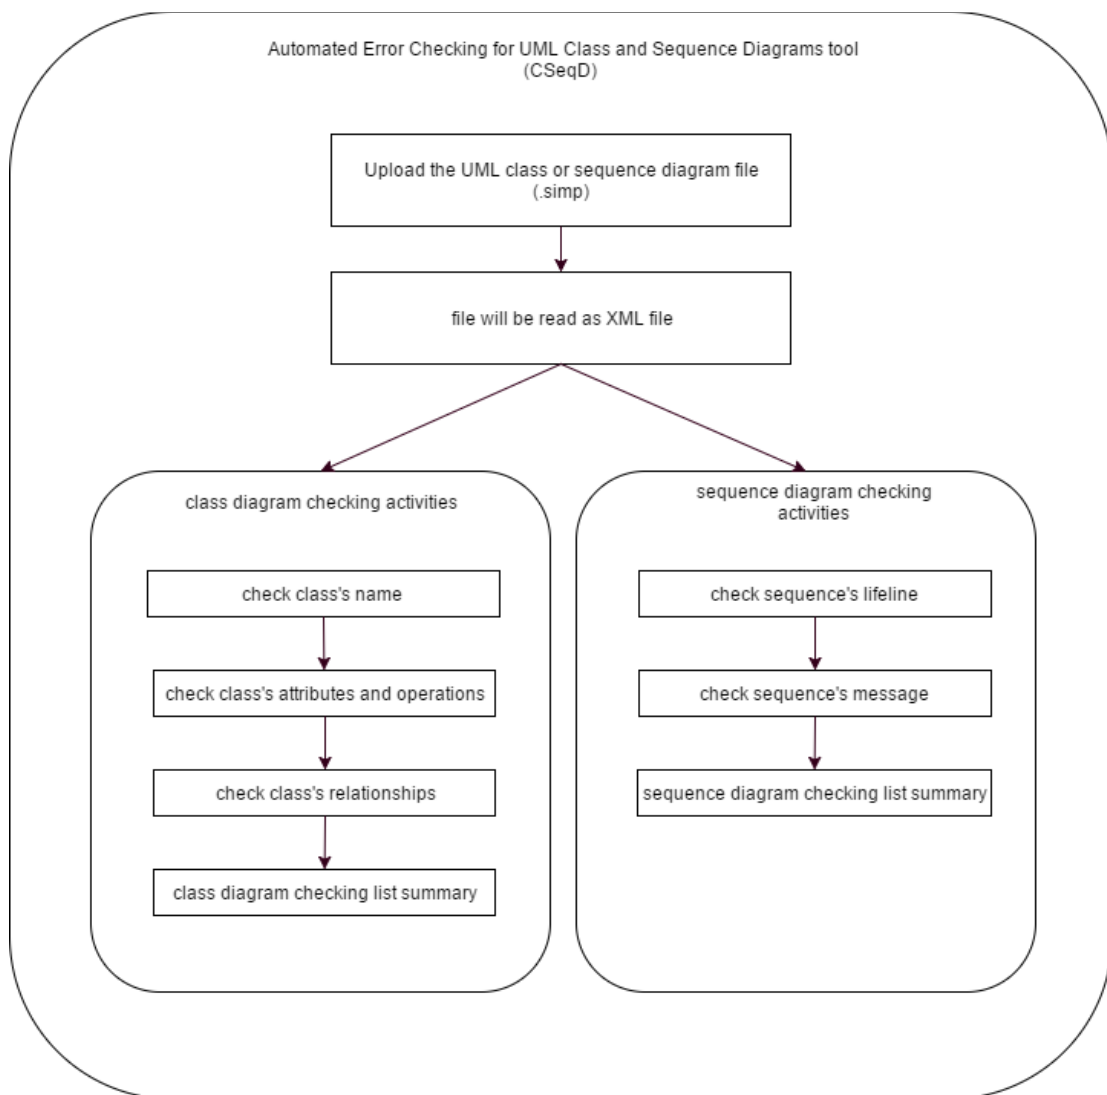 Automated Error Checking for UML Class and Sequence Diagrams tool
(CSeqD)
Upload the UML class or sequence diagram file
(.simp)
file will be read as XML file
class diagram checking activities
check class's name
check class's attributes and operations
check class's relationships
class diagram checking list summary
sequence diagram checking
activities
check sequence's lifeline
check sequence's message
sequence diagram checking list summary